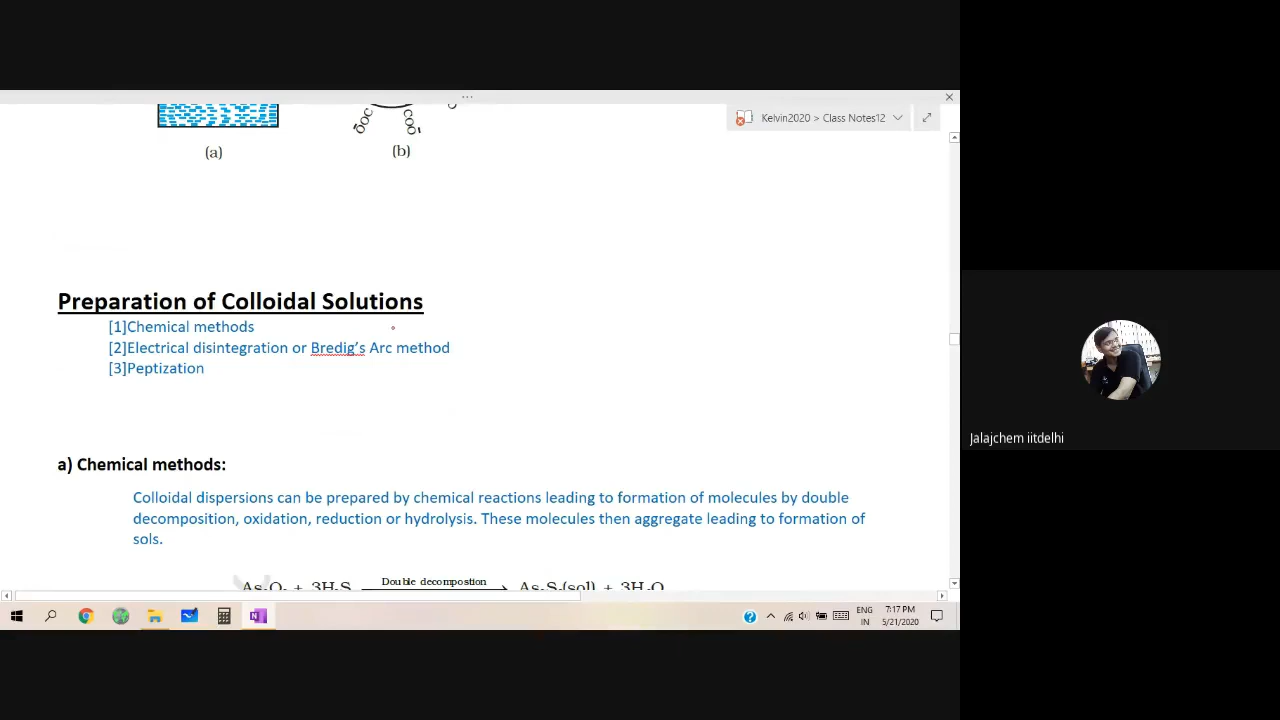 Kelvin2020 > Class Notes12
(a)
(b)
Preparation of Colloidal Solutions
[1]Chemical methods
[2]Electrical disintegration or Bredig's Arc method
[3]Peptization
a) Chemical methods:
Colloidal dispersions can be prepared by chemical reactions leading to formation of molecules by double
decomposition, oxidation, reduction or hydrolysis. These molecules then aggregate leading to formation of
sols.
Double decompostion
Jalajchem iitdelhi
ENG
IN
7:17 PM
5/21/2020